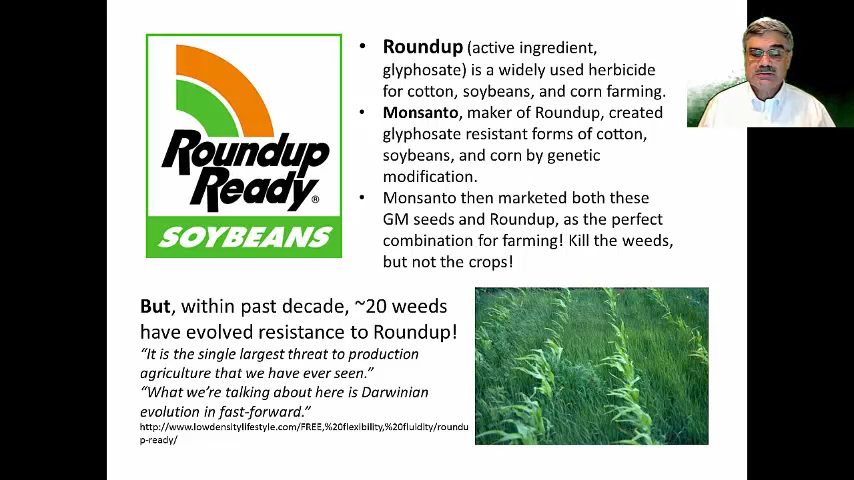 Roundup
Ready®
SOYBEANS
• Roundup (active ingredient,
glyphosate) is a widely used herbicide
for cotton, soybeans, and corn farming.
• Monsanto, maker of Roundup, created
glyphosate resistant forms of cotton,
soybeans, and corn by genetic
modification.
• Monsanto then marketed both these
GM seeds and Roundup, as the perfect
combination for farming! Kill the weeds,
but not the crops!
But, within past decade, ~20 weeds
have evolved resistance to Roundup!
“It is the single largest threat to production
agriculture that we have ever seen.”
“What we’re talking about here is Darwinian
evolution in fast-forward.”
http://www.lowdensitylifestyle.com/FREE,%20flexibility,%20fluidity/roundu
p-ready/